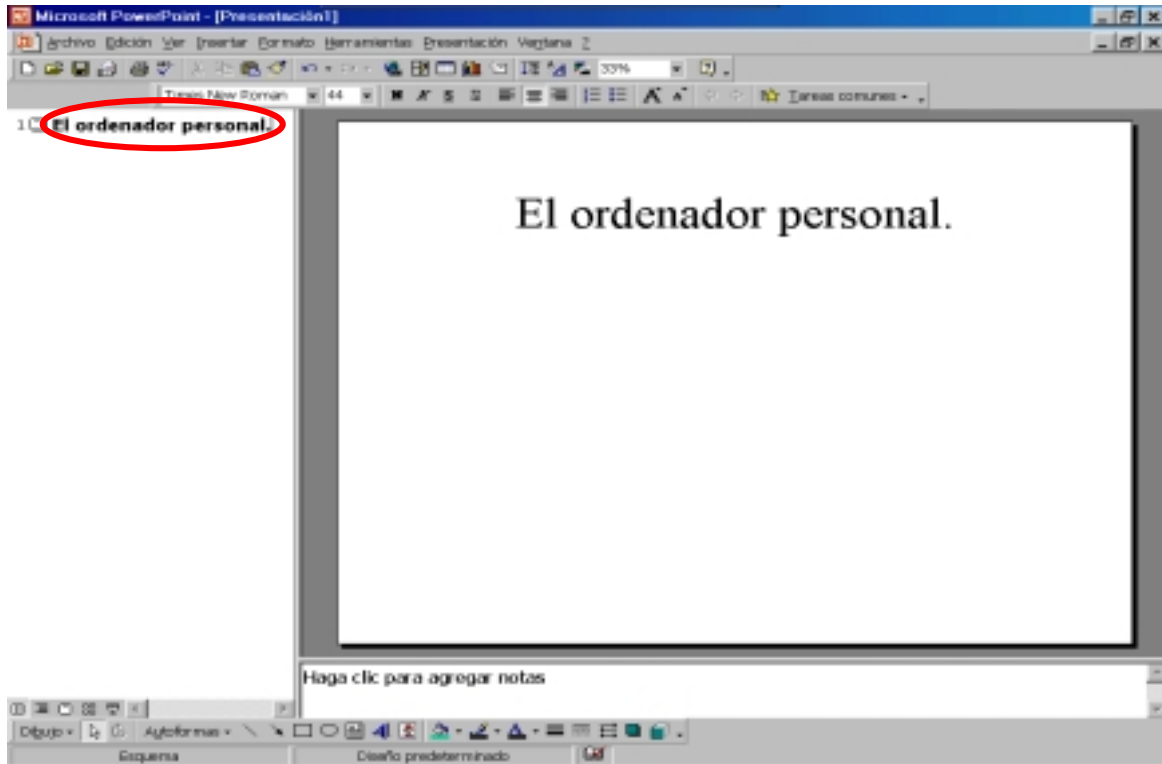 Microsoft PowerPoint - [Presentación1]
Archivo Edición Ver Insertar Formato Herramientas Presentación Ventana ?
33%
Times New Roman 44 N K S S Tareas comunes
1 El ordenador personal.
El ordenador personal.
Haga clic para agregar notas
Dibujo Autoformas
Esquema Diseño predeterminado